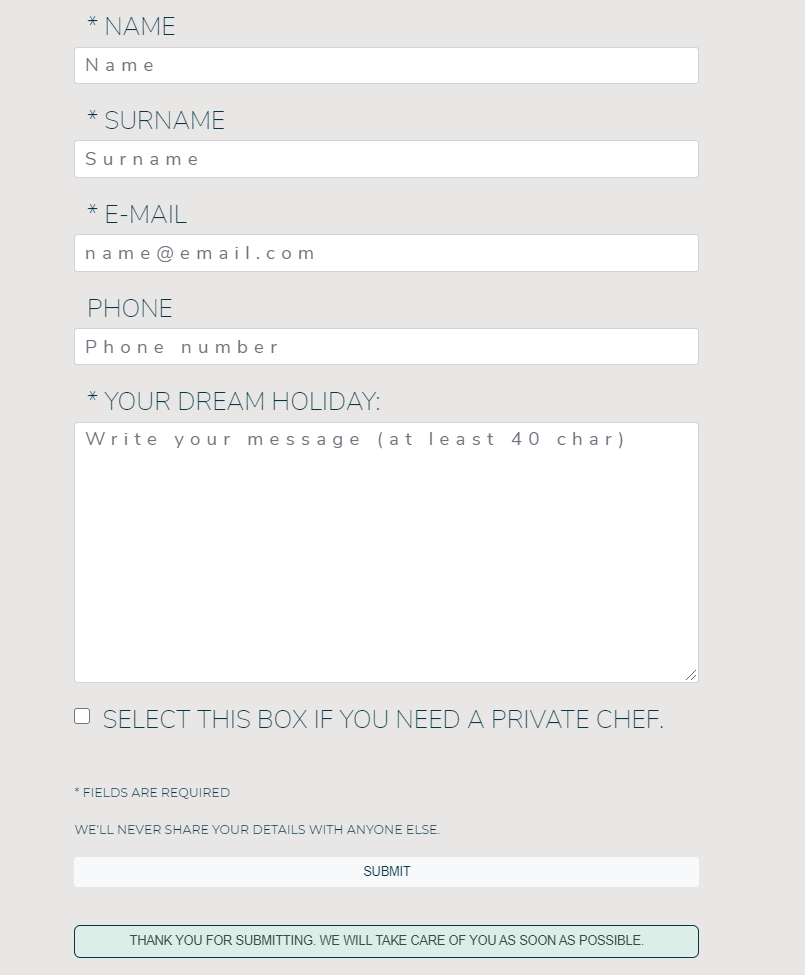 * NAME
Name
* SURNAME
Surname
* E-MAIL
name@email.com
PHONE
Phone number
* YOUR DREAM HOLIDAY:
Write your message (at least 40 char)
SELECT THIS BOX IF YOU NEED A PRIVATE CHEF.
* FIELDS ARE REQUIRED
WE'LL NEVER SHARE YOUR DETAILS WITH ANYONE ELSE.
SUBMIT
THANK YOU FOR SUBMITTING. WE WILL TAKE CARE OF YOU AS SOON AS POSSIBLE.